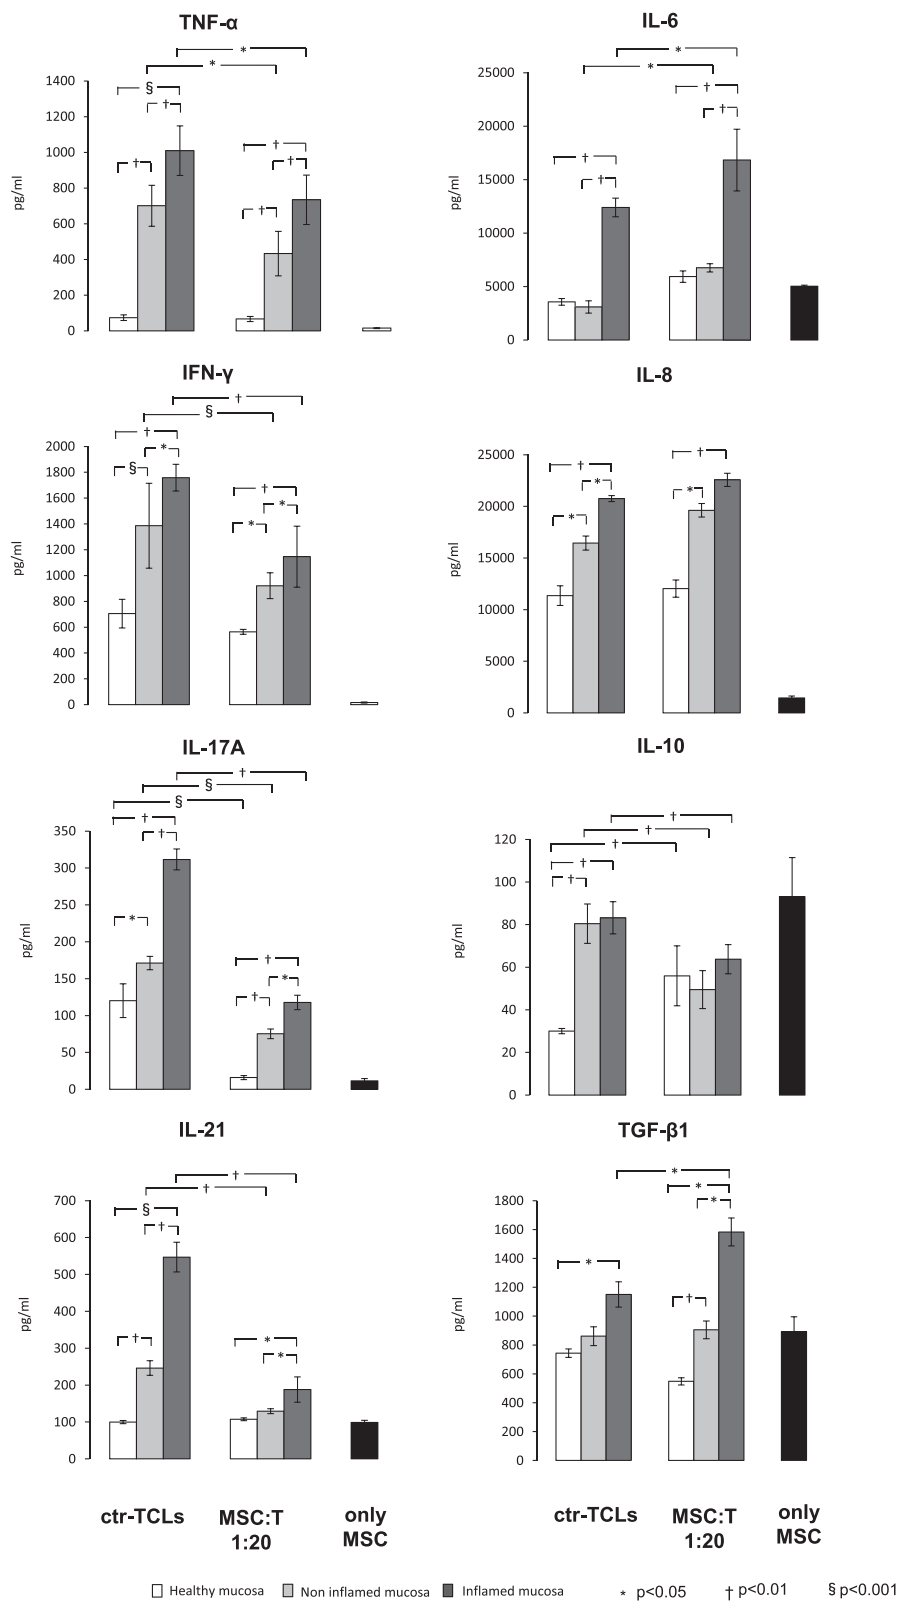 TNF-α
* *
§ † † † † †
pg/ml
1400
1200
1000
800
600
400
200
0
IL-6
* *
† † † †
pg/ml
25000
20000
15000
10000
5000
0
IFN-γ
† §
† * § † * *
pg/ml
2000
1800
1600
1400
1200
1000
800
600
400
200
0
IL-8
† * * † *
pg/ml
25000
20000
15000
10000
5000
0
IL-17A
† § §
† † * † * †
pg/ml
350
300
250
200
150
100
50
0
IL-10
† † †
† †
pg/ml
120
100
80
60
40
20
0
IL-21
† †
§ † † * *
pg/ml
700
600
500
400
300
200
100
0
TGF-β1
*
* * * †
pg/ml
1800
1600
1400
1200
1000
800
600
400
200
0
ctr-TCLs MSC:T 1:20 only MSC
ctr-TCLs MSC:T 1:20 only MSC
Healthy mucosa Non inflamed mucosa Inflamed mucosa * p<0.05 † p<0.01 § p<0.001